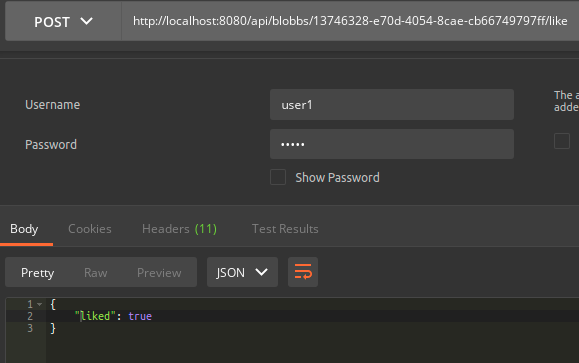 POST http://localhost:8080/api/blobbs/13746328-e70d-4054-8cae-cb66749797ff/like
Username user1 The a
adde
Password •••••
Show Password
Body Cookies Headers (11) Test Results
Pretty Raw Preview JSON
1 {
2 "liked": true
3 }